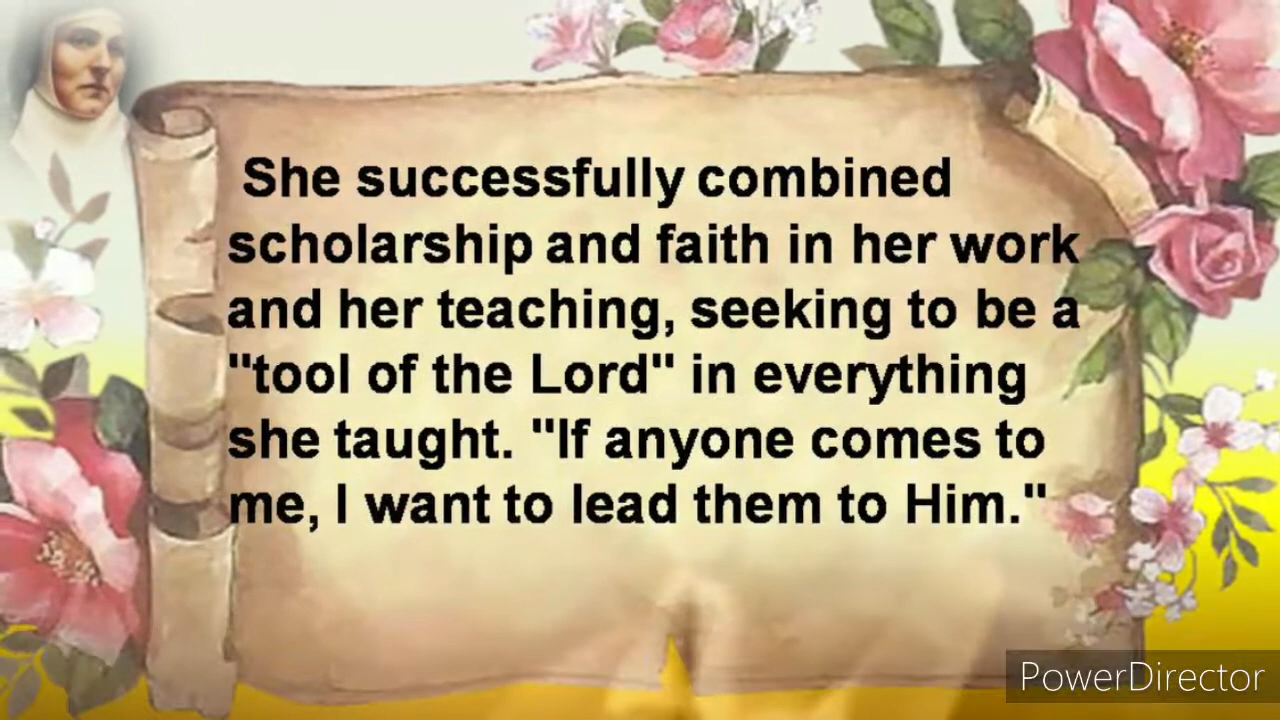 She successfully combined
scholarship and faith in her work
and her teaching, seeking to be a
"tool of the Lord" in everything
she taught. "If anyone comes to
me, I want to lead them to Him."
PowerDirector